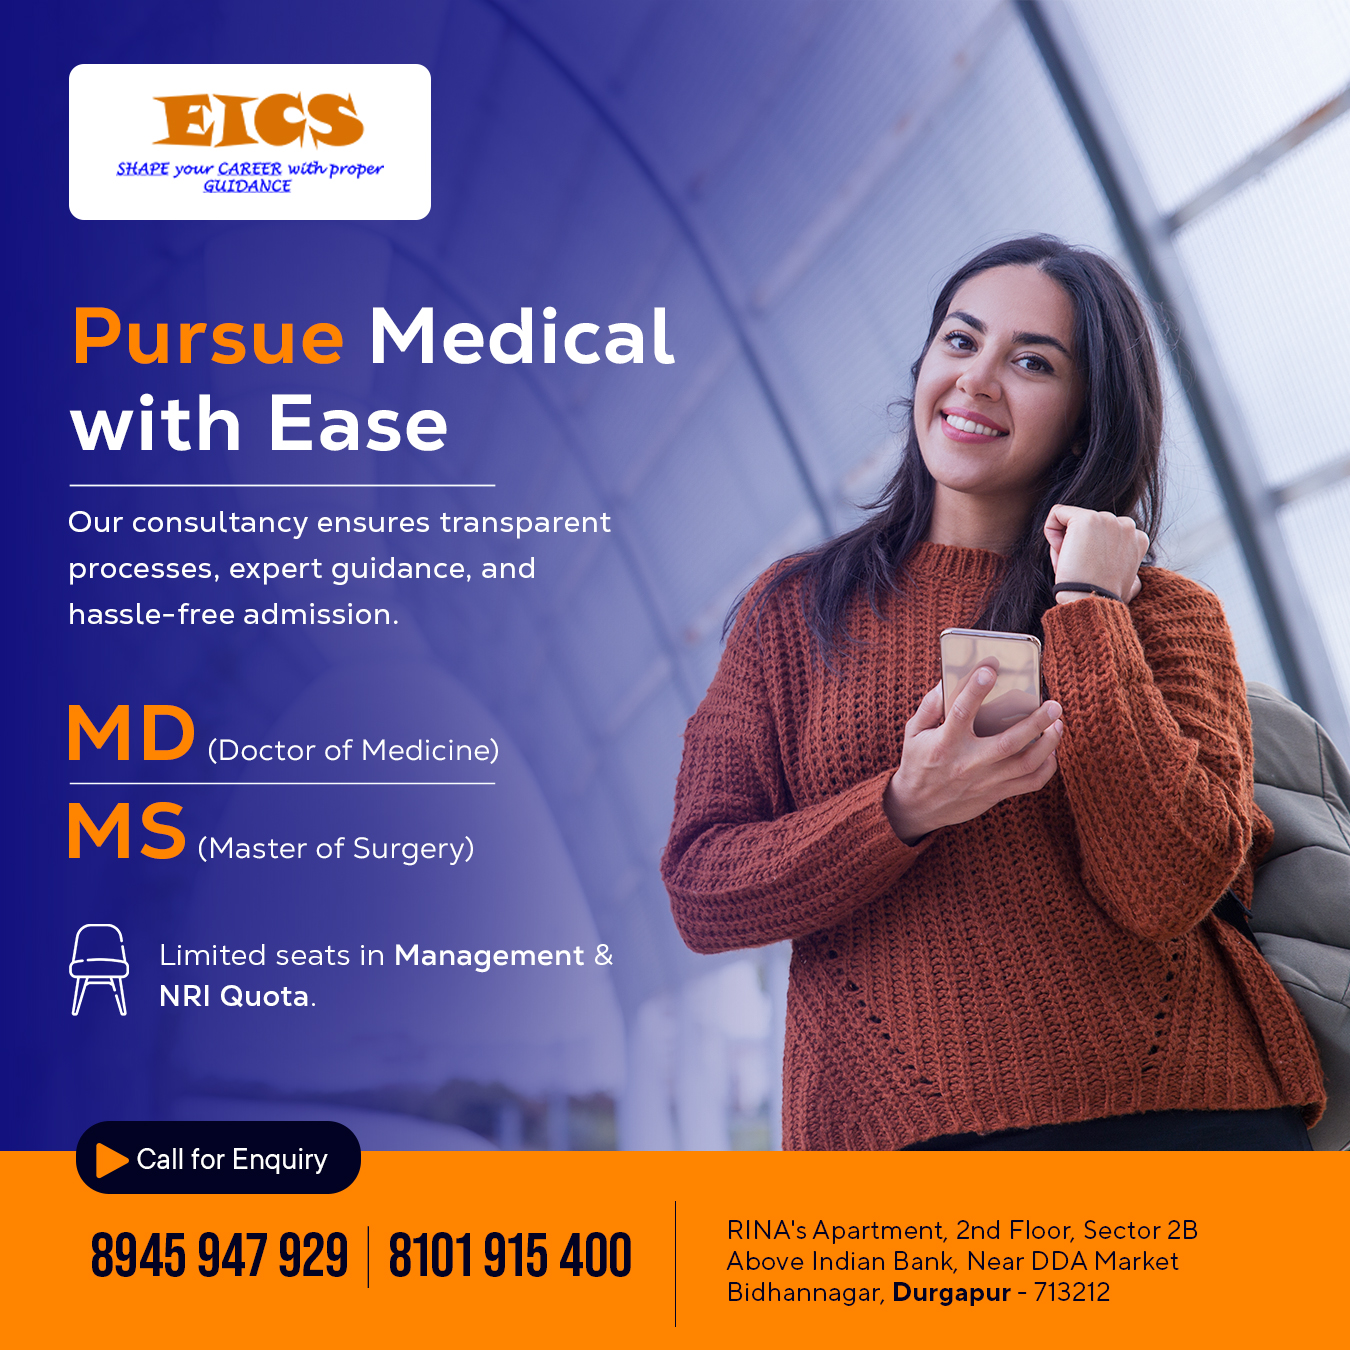 EICS
SHAPE your CAREER with proper
GUIDANCE
Pursue Medical
with Ease
Our consultancy ensures transparent
processes, expert guidance, and
hassle-free admission.
MD (Doctor of Medicine)
MS (Master of Surgery)
Limited seats in Management &
NRI Quota.
Call for Enquiry
8945 947 929 | 8101 915 400
RINA's Apartment, 2nd Floor, Sector 2B
Above Indian Bank, Near DDA Market
Bidhannagar, Durgapur - 713212